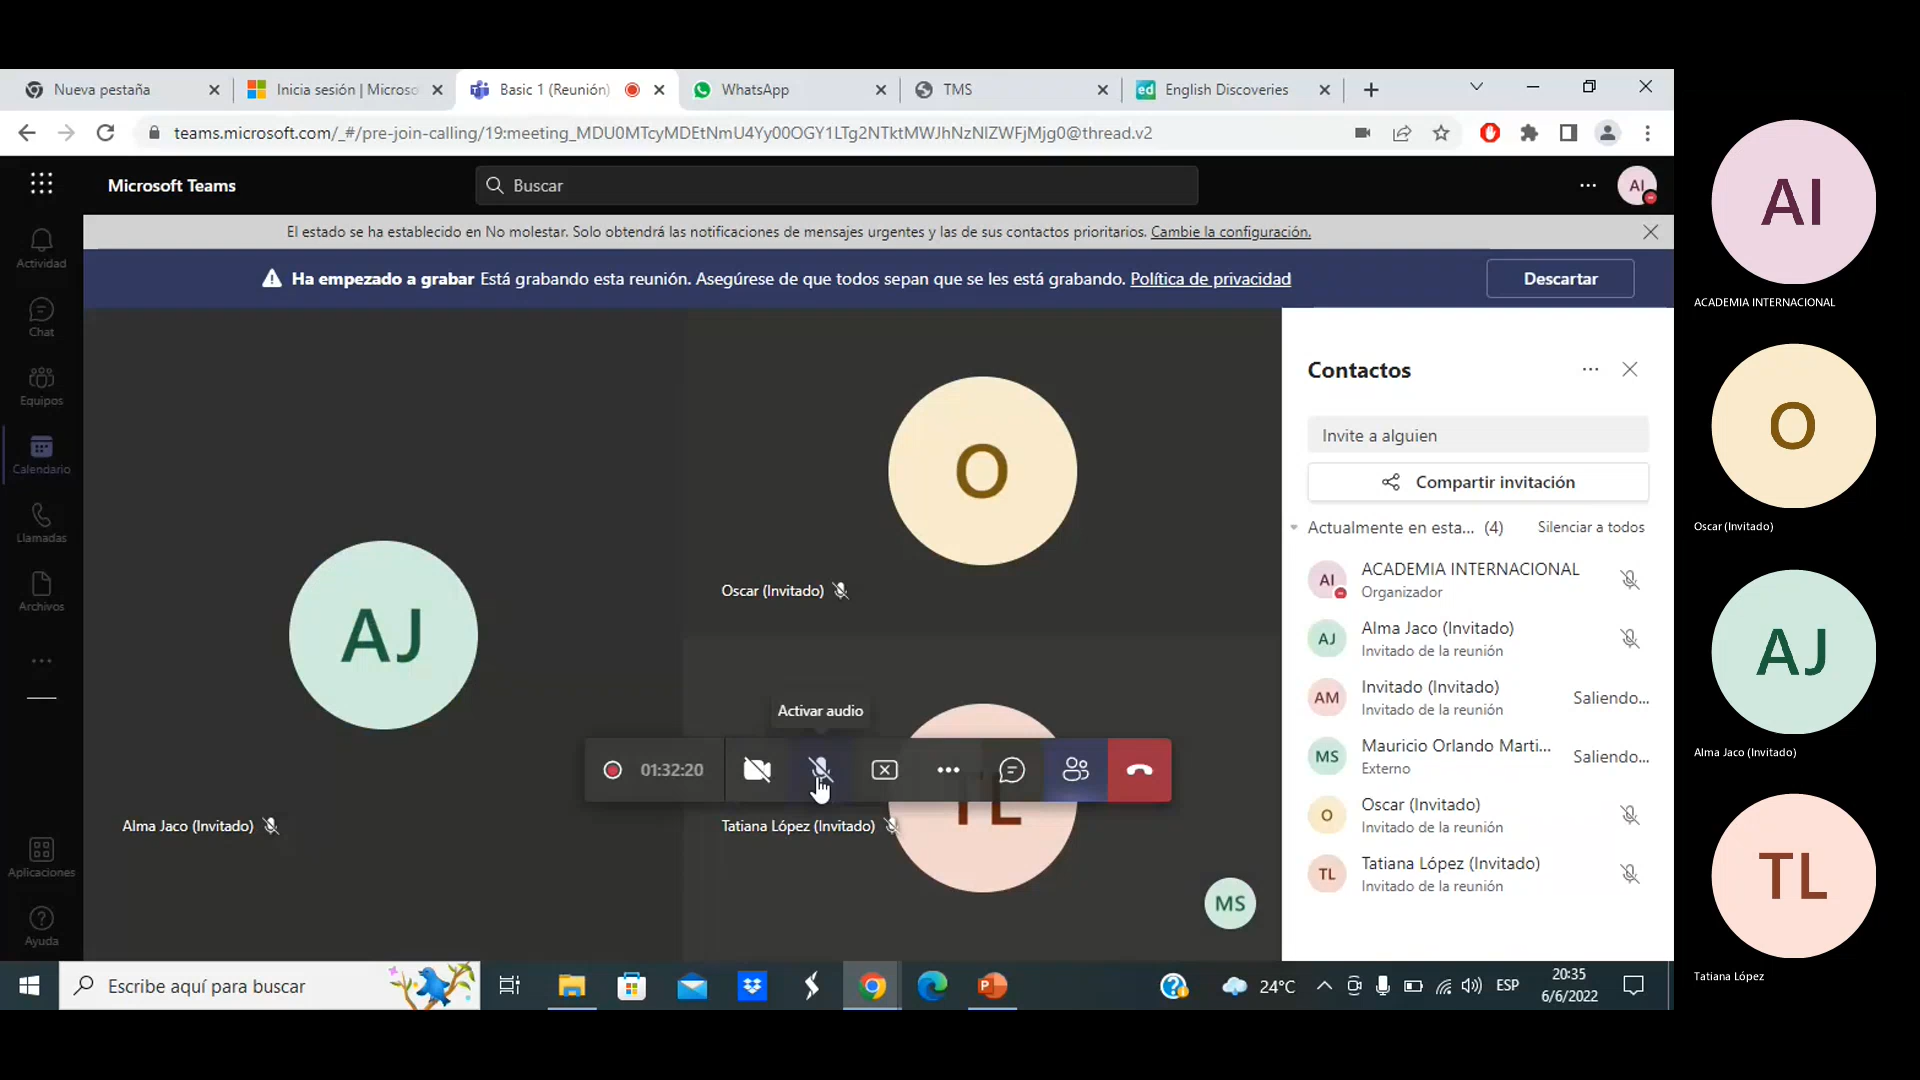 Nueva pestaña
Inicia sesión | Microso
Basic 1 (Reunión)
WhatsApp
TMS
ed English Discoveries
teams.microsoft.com/_#/pre-join-calling/19:meeting_MDU0MTcyMDEtNmU4Yy00OGY1LTg2NTktMWJhNzNlZWFjMjg0@thread.v2
Microsoft Teams
Buscar
AI
El estado se ha establecido en No molestar. Solo obtendrá las notificaciones de mensajes urgentes y las de sus contactos prioritarios. Cambie la configuración.
Ha empezado a grabar Está grabando esta reunión. Asegúrese de que todos sepan que se les está grabando. Política de privacidad
Descartar
Actividad
Chat
Equipos
Calendario
Llamadas
Archivos
Aplicaciones
Ayuda
AJ
Alma Jaco (Invitado)
O
Oscar (Invitado)
Activar audio
01:32:20
TL
Tatiana López (Invitado)
MS
Contactos
Invite a alguien
Compartir invitación
Actualmente en esta... (4)
Silenciar a todos
AI
ACADEMIA INTERNACIONAL
Organizador
AJ
Alma Jaco (Invitado)
Invitado de la reunión
AM
Invitado (Invitado)
Invitado de la reunión
Saliendo...
MS
Mauricio Orlando Marti...
Externo
Saliendo...
O
Oscar (Invitado)
Invitado de la reunión
TL
Tatiana López (Invitado)
Invitado de la reunión
Escribe aquí para buscar
24°C
ESP
20:35
6/6/2022
AI
ACADEMIA INTERNACIONAL
O
Oscar (Invitado)
AJ
Alma Jaco (Invitado)
TL
Tatiana López